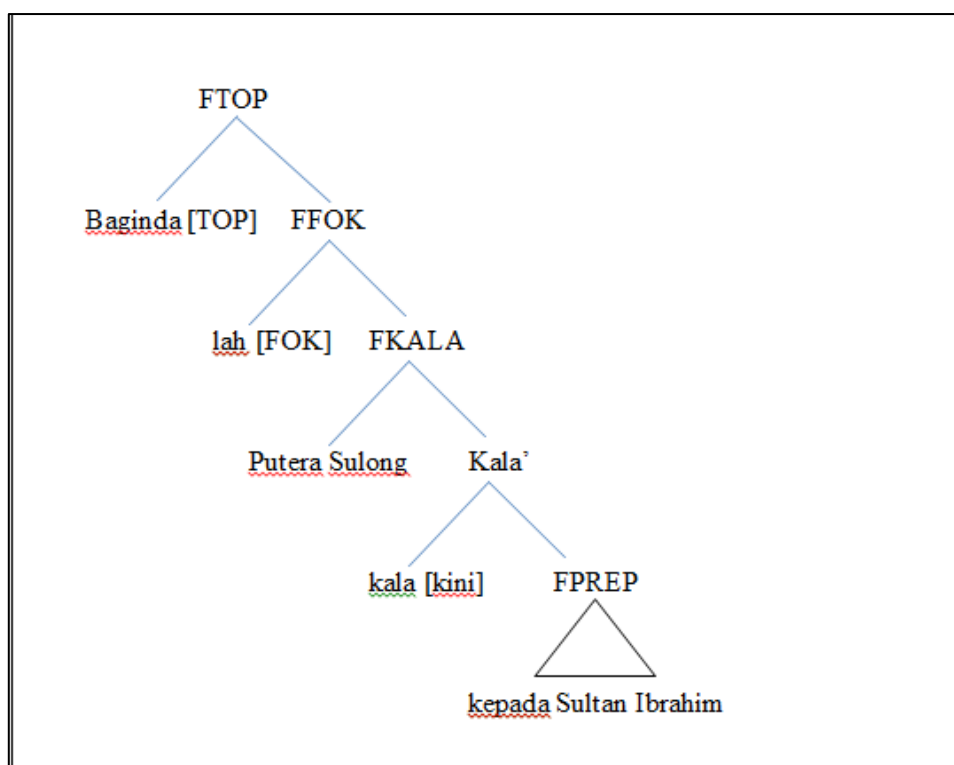 FTOP
Baginda [TOP] FFOK
lah [FOK] FKALA
Putera Sulong Kala’
kala [kini] FPREP
kepada Sultan Ibrahim